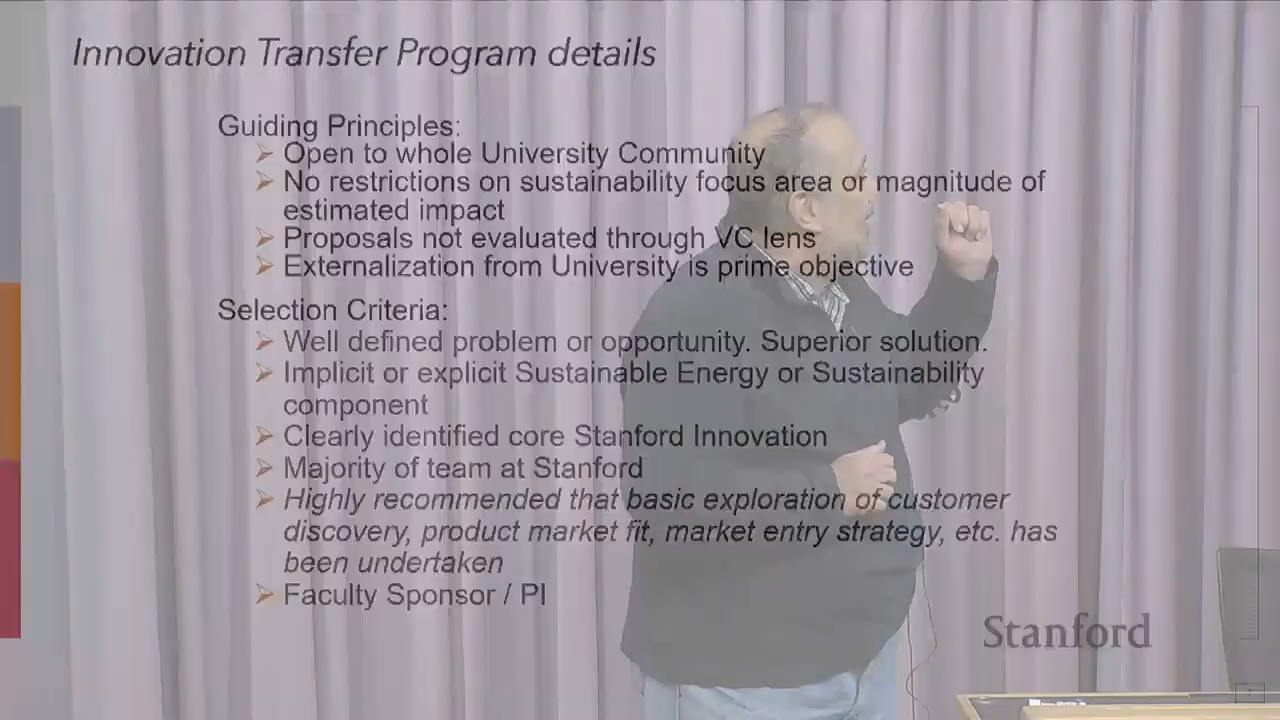 Innovation Transfer Program details
Guiding Principles:
➢ Open to whole University Community
➢ No restrictions on sustainability focus area or magnitude of
estimated impact
➢ Proposals not evaluated through VC lens
➢ Externalization from University is prime objective
Selection Criteria:
➢ Well defined problem or opportunity. Superior solution.
➢ Implicit or explicit Sustainable Energy or Sustainability
component
➢ Clearly identified core Stanford Innovation
➢ Majority of team at Stanford
➢ Highly recommended that basic exploration of customer
discovery, product market fit, market entry strategy, etc. has
been undertaken
➢ Faculty Sponsor / PI
Stanford